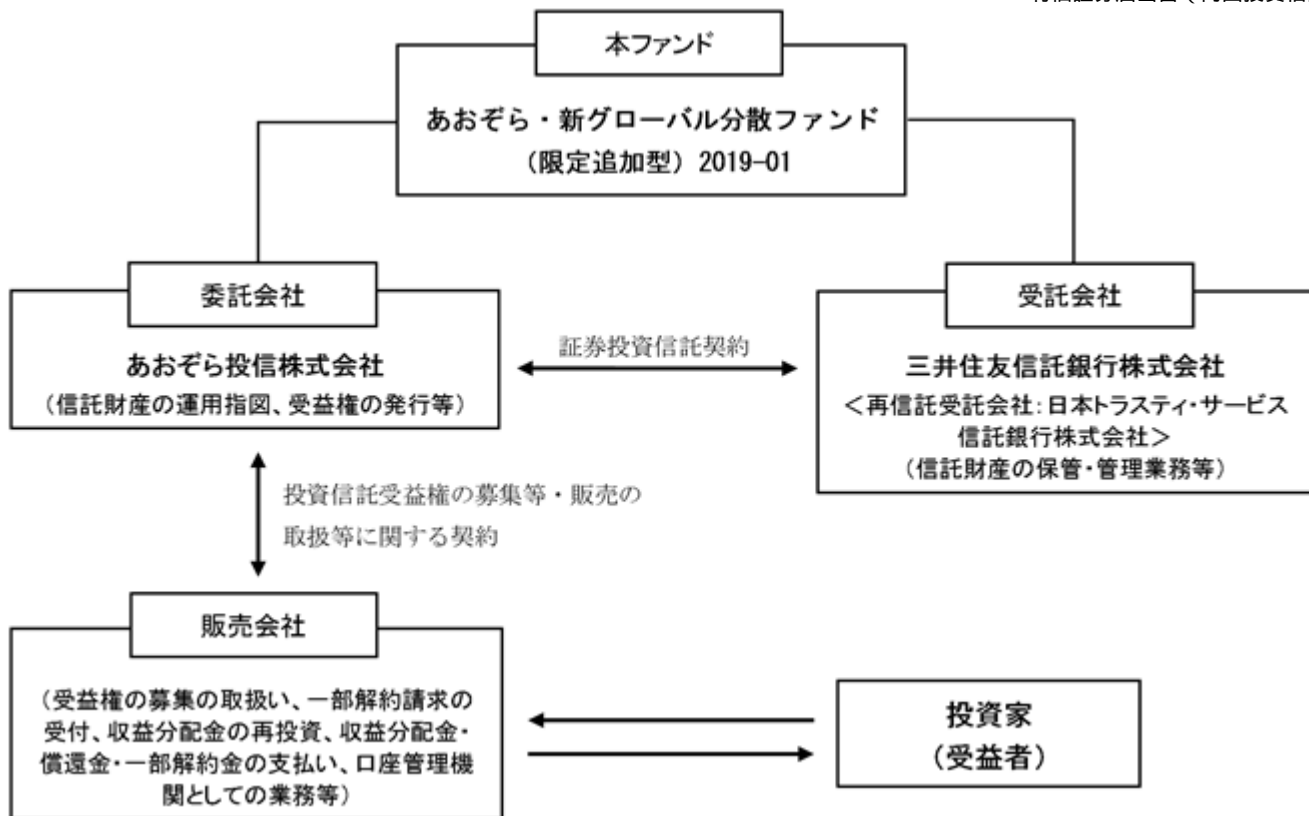 本ファンド
あおぞら・新グローバル分散ファンド
（限定追加型）2019-01
委託会社
あおぞら投信株式会社
（信託財産の運用指図、受益権の発行等）
証券投資信託契約
受託会社
三井住友信託銀行株式会社
＜再信託受託会社：日本トラスティ・サービス
信託銀行株式会社＞
（信託財産の保管・管理業務等）
投資信託受益権の募集等・販売の
取扱等に関する契約
販売会社
（受益権の募集の取扱い、一部解約請求の
受付、収益分配金の再投資、収益分配金・
償還金・一部解約金の支払い、口座管理機
関としての業務等）
投資家
（受益者）